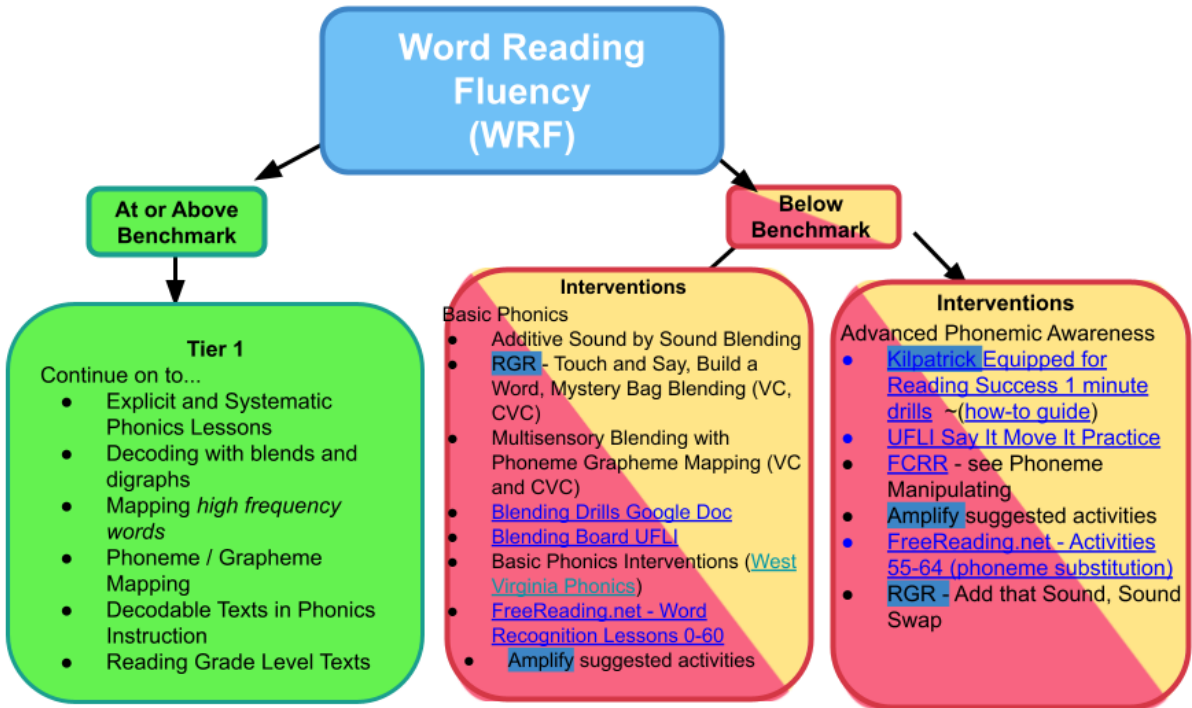 Word Reading
Fluency
(WRF)
At or Above
Benchmark
Below
Benchmark
Tier 1
Continue on to...
● Explicit and Systematic
Phonics Lessons
● Decoding with blends and
digraphs
● Mapping high frequency
words
● Phoneme / Grapheme
Mapping
● Decodable Texts in Phonics
Instruction
● Reading Grade Level Texts
Interventions
Basic Phonics
● Additive Sound by Sound Blending
● RGR - Touch and Say, Build a
Word, Mystery Bag Blending (VC,
CVC)
● Multisensory Blending with
Phoneme Grapheme Mapping (VC
and CVC)
● Blending Drills Google Doc
● Blending Board UFLI
● Basic Phonics Interventions (West
Virginia Phonics)
● FreeReading.net - Word
Recognition Lessons 0-60
● Amplify suggested activities
Interventions
Advanced Phonemic Awareness
● Kilpatrick Equipped for
Reading Success 1 minute
drills ~(how-to guide)
● UFLI Say It Move It Practice
● FCRR - see Phoneme
Manipulating
● Amplify suggested activities
● FreeReading.net - Activities
55-64 (phoneme substitution)
● RGR - Add that Sound, Sound
Swap